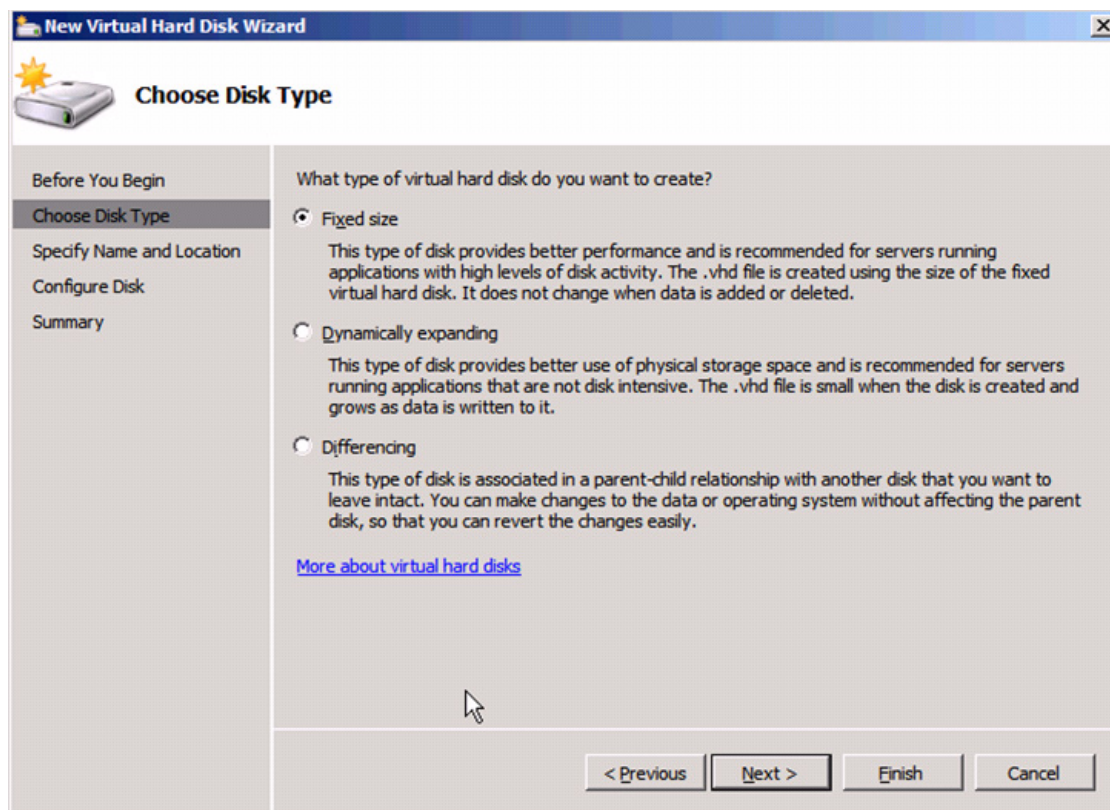 New Virtual Hard Disk Wizard
Choose Disk Type
Before You Begin
Choose Disk Type
Specify Name and Location
Configure Disk
Summary
What type of virtual hard disk do you want to create?
Fixed size
This type of disk provides better performance and is recommended for servers running
applications with high levels of disk activity. The .vhd file is created using the size of the fixed
virtual hard disk. It does not change when data is added or deleted.
Dynamically expanding
This type of disk provides better use of physical storage space and is recommended for servers
running applications that are not disk intensive. The .vhd file is small when the disk is created and
grows as data is written to it.
Differencing
This type of disk is associated in a parent-child relationship with another disk that you want to
leave intact. You can make changes to the data or operating system without affecting the parent
disk, so that you can revert the changes easily.
More about virtual hard disks
< Previous
Next >
Finish
Cancel